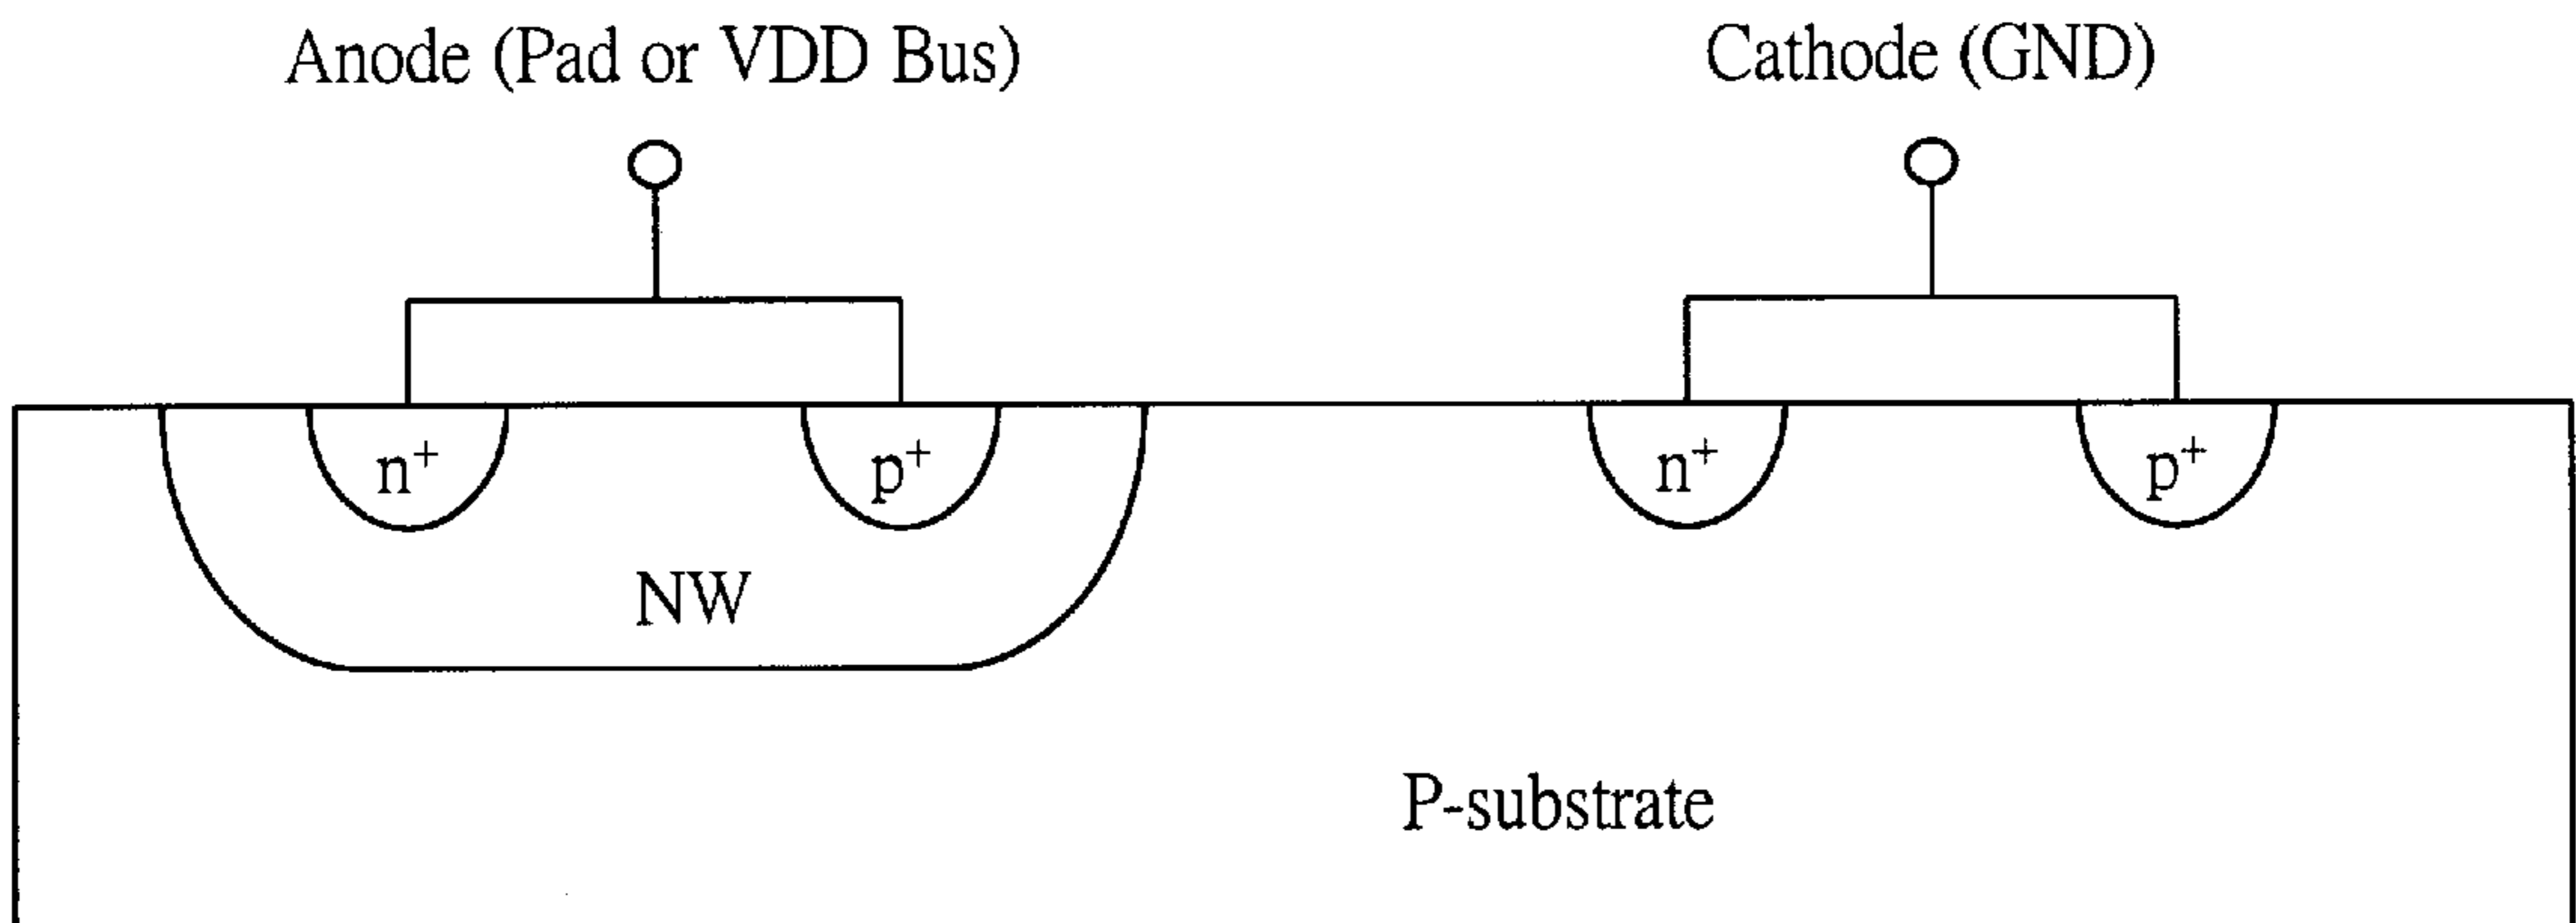 Anode (Pad or VDD Bus)
Cathode (GND)
n⁺
p⁺
n⁺
p⁺
NW
P-substrate